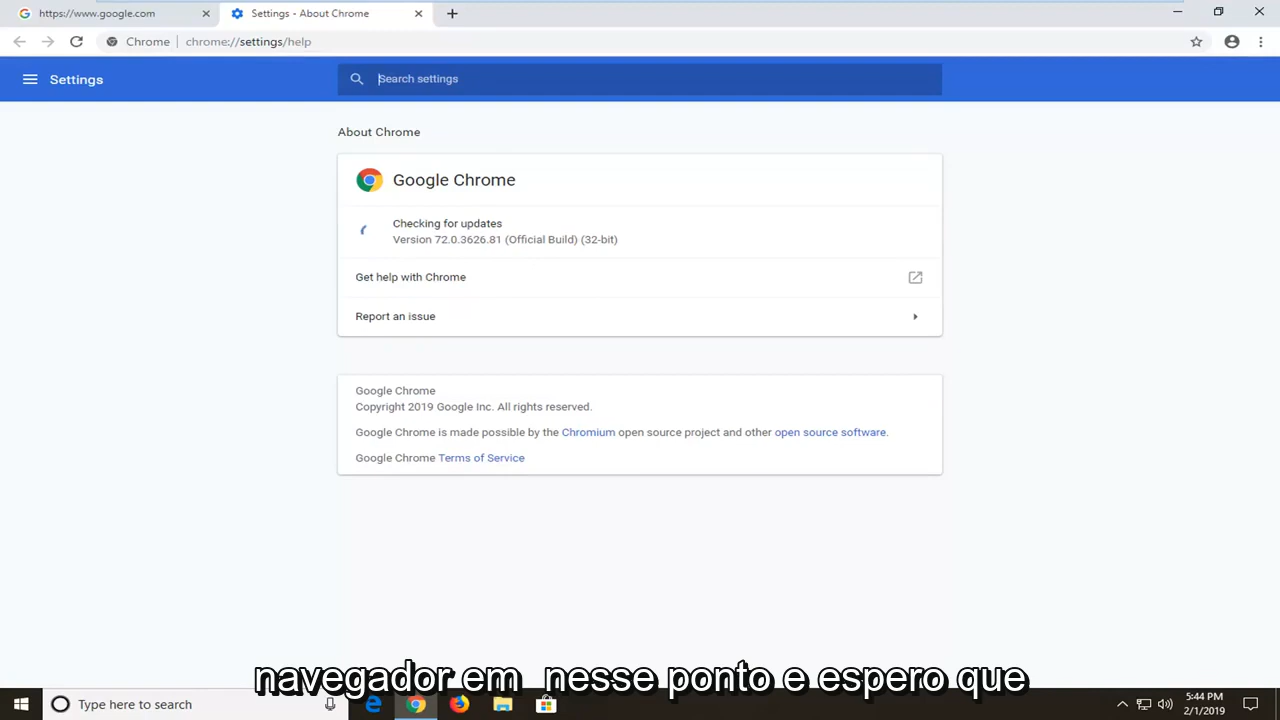 https://www.google.com
Settings - About Chrome
Chrome
chrome://settings/help
Settings
Search settings
About Chrome
Google Chrome
Checking for updates
Version 72.0.3626.81 (Official Build) (32-bit)
Get help with Chrome
Report an issue
Google Chrome
Copyright 2019 Google Inc. All rights reserved.
Google Chrome is made possible by the Chromium open source project and other open source software.
Google Chrome Terms of Service
navegador em nesse ponto e espero que
Type here to search
5:44 PM
2/1/2019